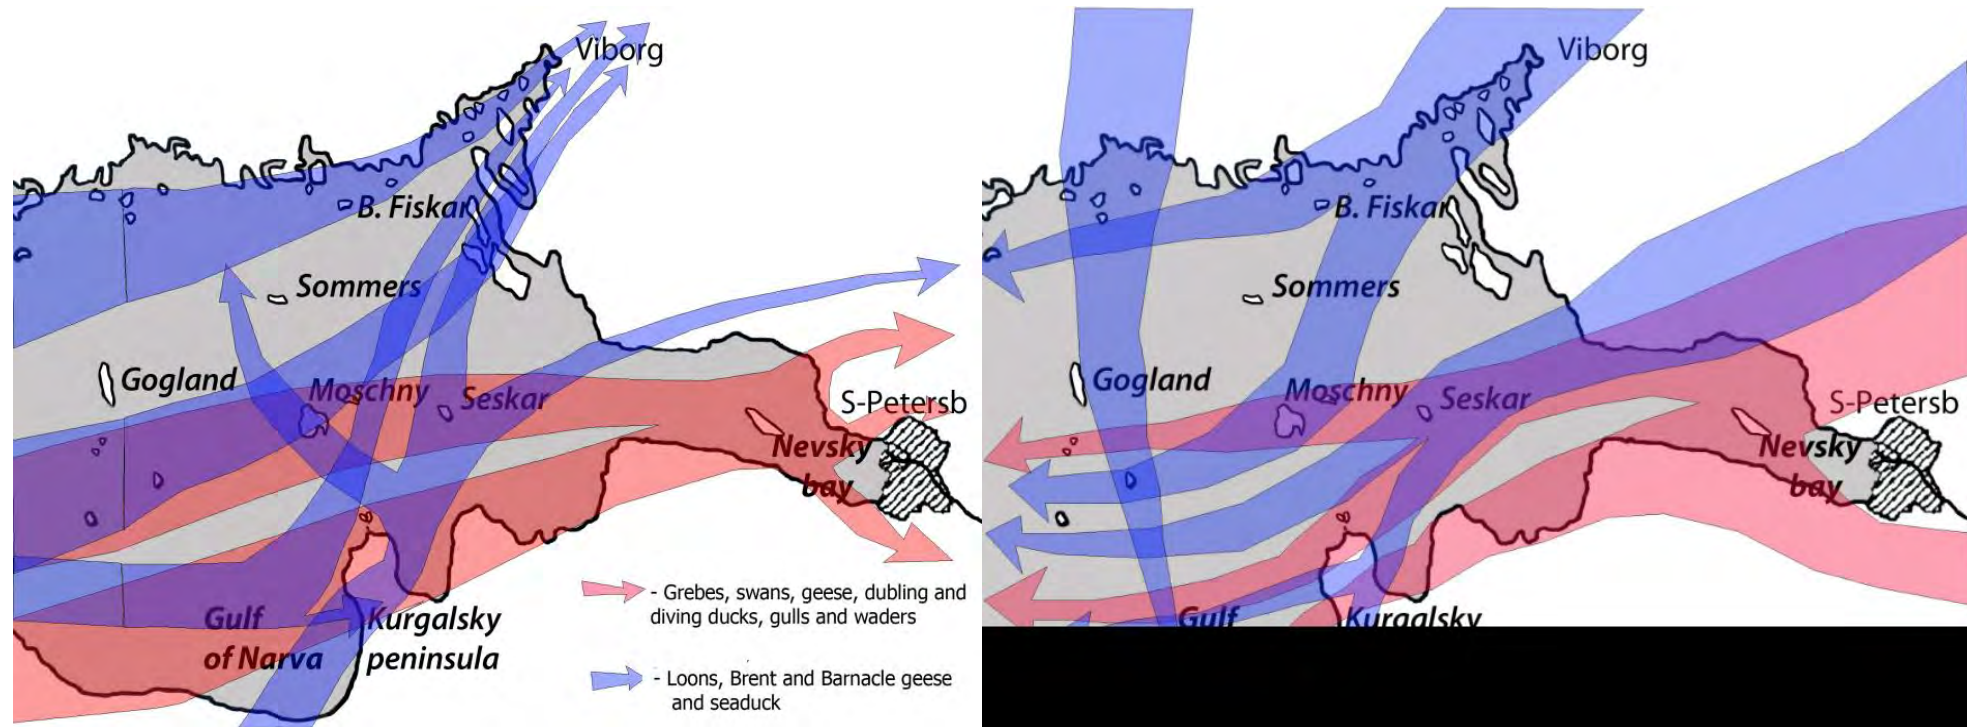 Viborg
B. Fiskar
Sommers
Gogland
Moschny
Seskar
S-Petersb
Nevsky
bay
- Grebes, swans, geese, dubling and
diving ducks, gulls and waders
Gulf
of Narva
Kurgalsky
peninsula
- Loons, Brent and Barnacle geese
and seaduck
Viborg
B. Fiskar
Sommers
Gogland
Moschny
Seskar
S-Petersb
Nevsky
bay
Gulf
Kurgalsky